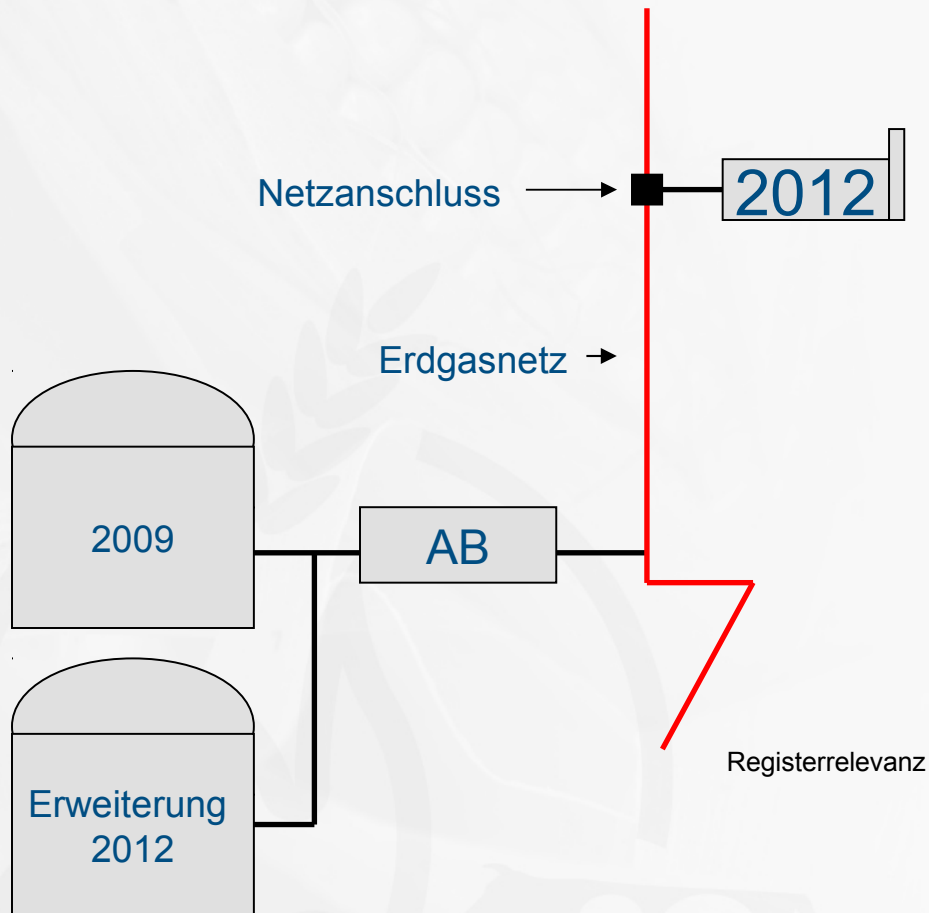 Netzanschluss
2012
Erdgasnetz
2009
AB
Registerrelevanz
Erweiterung
2012